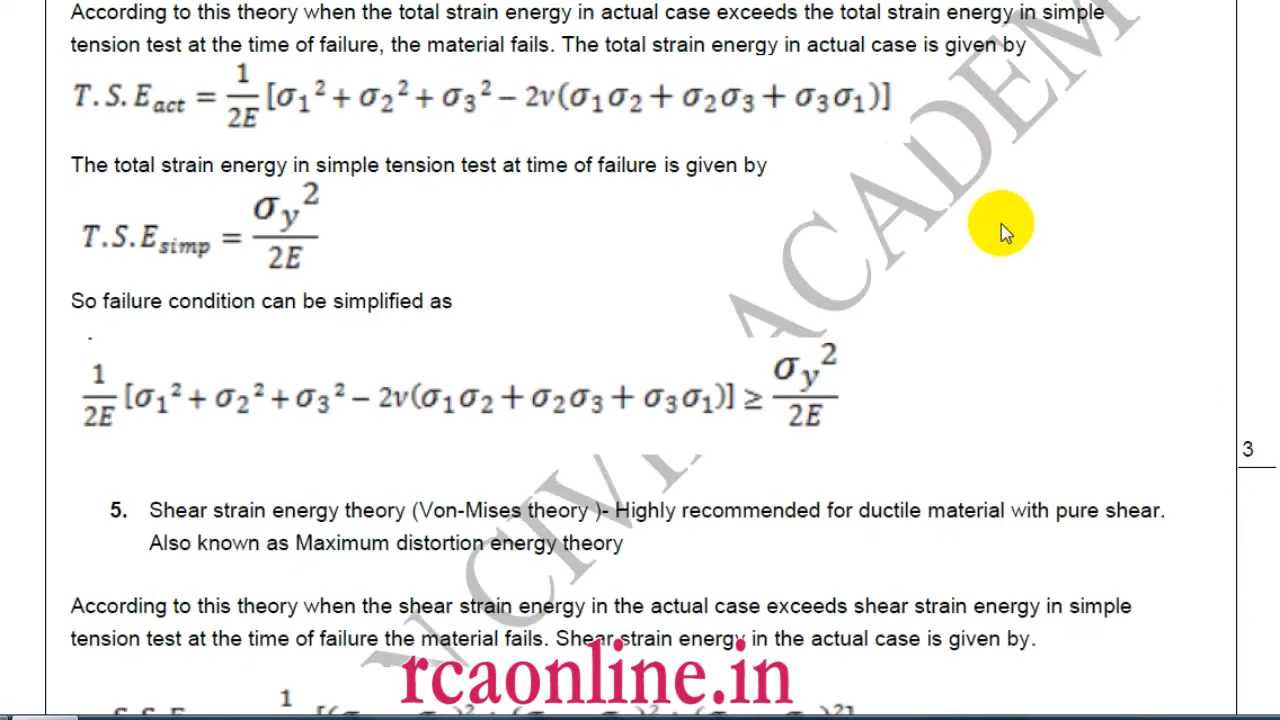 According to this theory when the total strain energy in actual case exceeds the total strain energy in simple
tension test at the time of failure, the material fails. The total strain energy in actual case is given by
T.S.E_act = 1/2E [σ₁² + σ₂² + σ₃² − 2ν(σ₁σ₂ + σ₂σ₃ + σ₃σ₁)]
The total strain energy in simple tension test at time of failure is given by
T.S.E_simp = σ_y²/2E
So failure condition can be simplified as
1/2E [σ₁² + σ₂² + σ₃² − 2ν(σ₁σ₂ + σ₂σ₃ + σ₃σ₁)] ≥ σ_y²/2E
3
5. Shear strain energy theory (Von-Mises theory )- Highly recommended for ductile material with pure shear.
Also known as Maximum distortion energy theory
According to this theory when the shear strain energy in the actual case exceeds shear strain energy in simple
tension test at the time of failure the material fails. Shear strain energy in the actual case is given by.
rcaonline.in
N CIVIL ACADEM